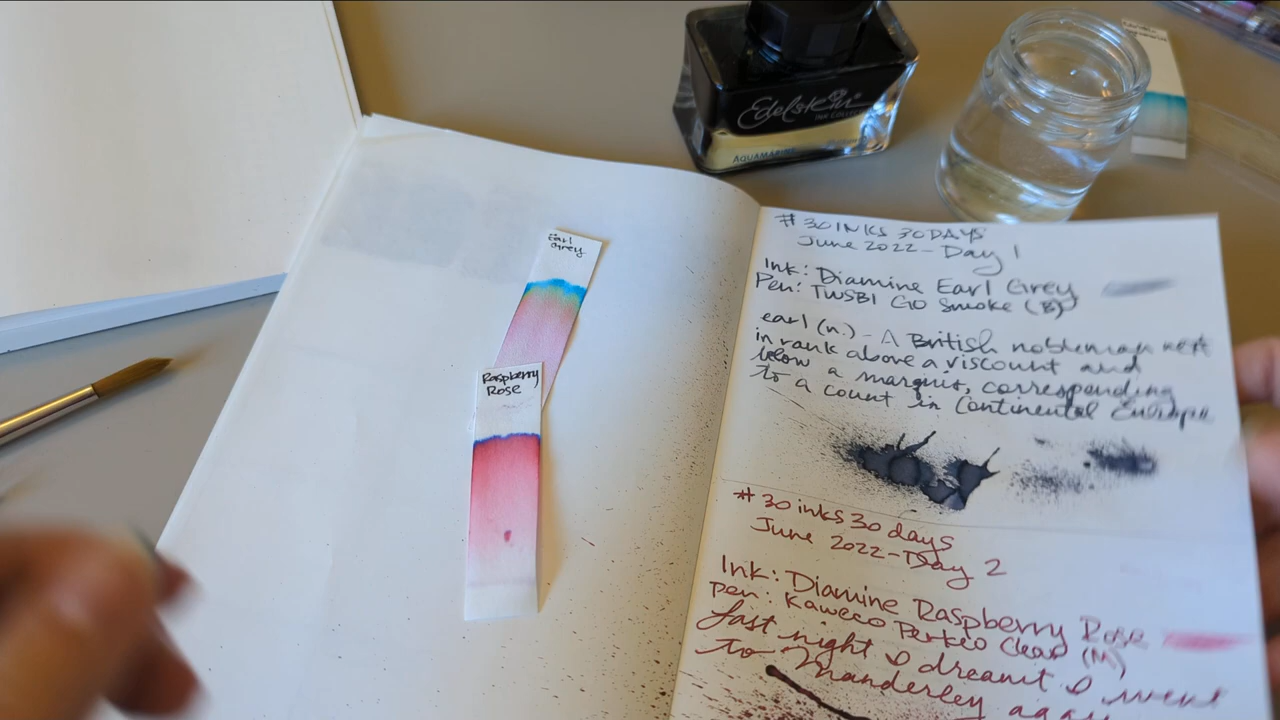 Edelstein
INK COLLECTION
AQUAMARINE
Earl
Grey
Raspberry
Rose
# 30 INKS 30 DAYS
June 2022-Day 1
Ink: Diamine Earl Grey
Pen: TWSBI GO Smoke (B)
earl (n.) - A British nobleman next
in rank above a viscount and
below a marquis, corresponding
to a count in Continental Europe
# 30 inks 30 days
June 2022-Day 2
Ink: Diamine Raspberry Rose
Pen: Kaweco Perkeo Clear (M)
Last night I dreamt I went
to Manderley again